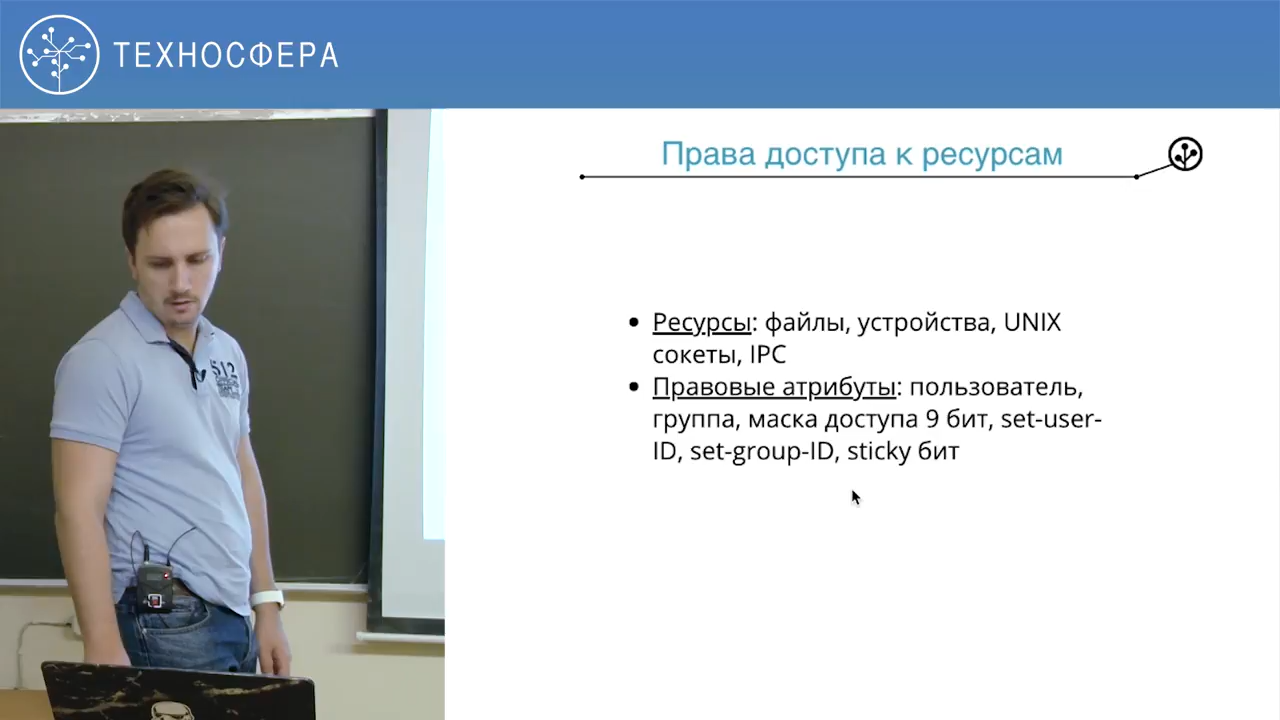 ТЕХНОСФЕРА
Права доступа к ресурсам
512
• Ресурсы: файлы, устройства, UNIX
сокеты, IPC
• Правовые атрибуты: пользователь,
группа, маска доступа 9 бит, set-user-
ID, set-group-ID, sticky бит